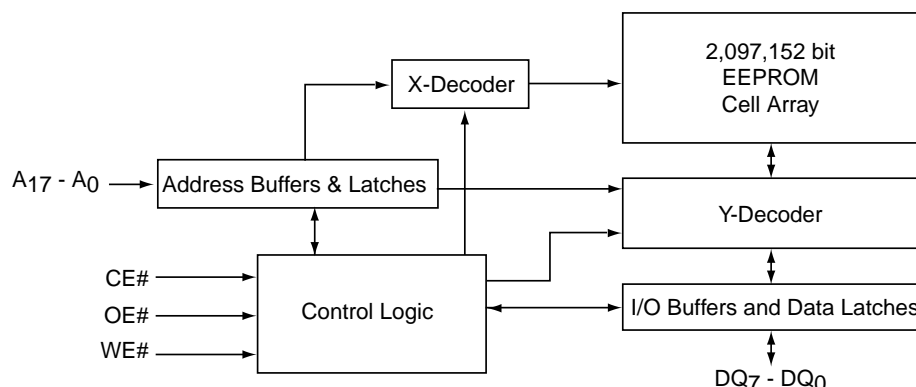 2,097,152 bit
EEPROM
Cell Array
X-Decoder
A17 - A0
Address Buffers & Latches
Y-Decoder
CE#
OE#
WE#
Control Logic
I/O Buffers and Data Latches
DQ7 - DQ0